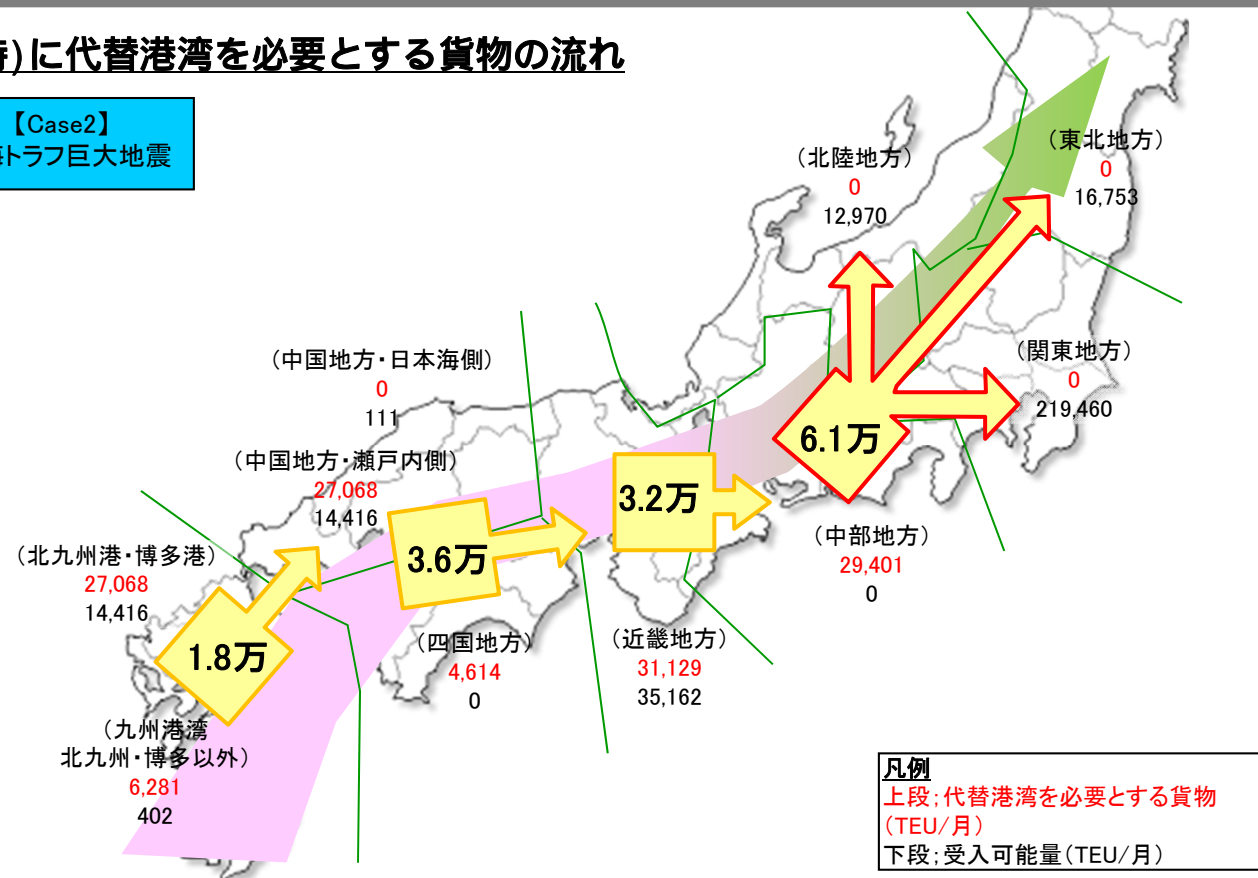 に代替港湾を必要とする貨物の流れ
【Case2】
トラフ巨大地震
(東北地方)
0
16,753
(北陸地方)
0
12,970
(関東地方)
0
219,460
(中国地方・日本海側)
0
111
6.1万
(中国地方・瀬戸内側)
27,068
14,416
3.2万
3.6万
(中部地方)
29,401
0
(北九州港・博多港)
27,068
14,416
1.8万
(四国地方)
4,614
0
(近畿地方)
31,129
35,162
(九州港湾
北九州・博多以外)
6,281
402
凡例
上段;代替港湾を必要とする貨物
(TEU/月)
下段;受入可能量(TEU/月)